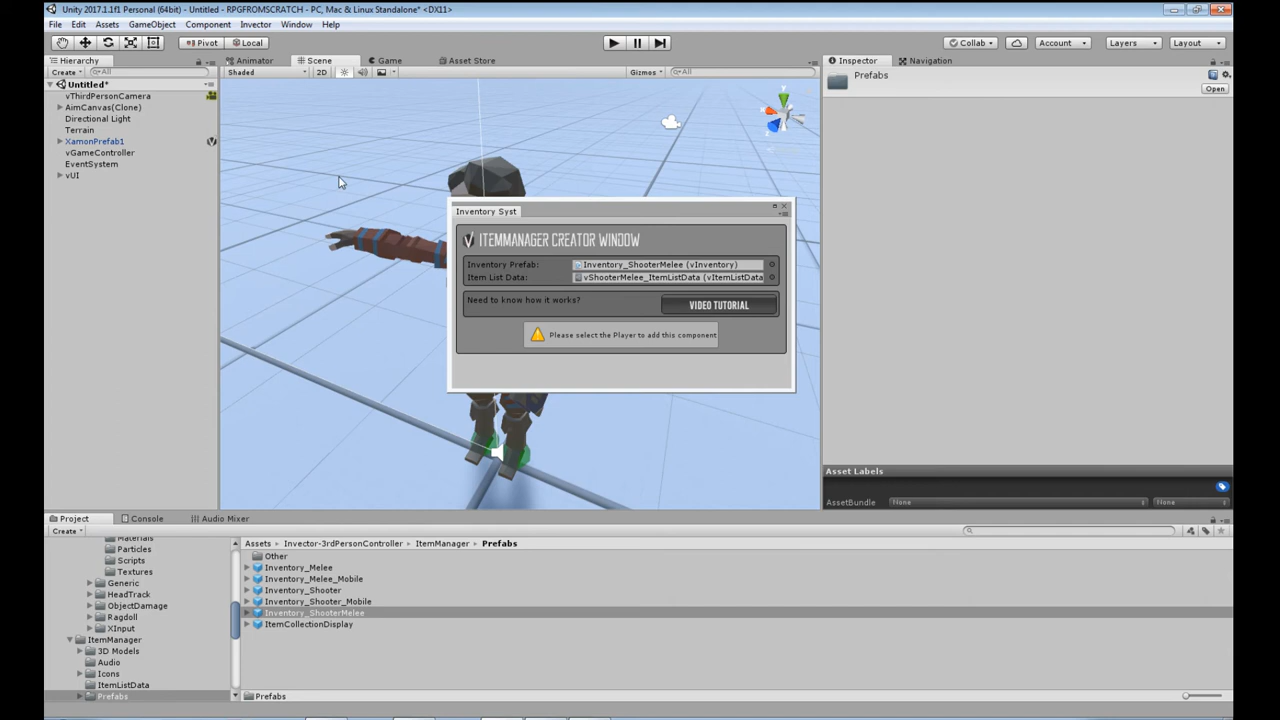 Unity 2017.1.1f1 Personal (64bit) - Untitled - RPGFROMSCRATCH - PC, Mac & Linux Standalone* <DX11>
File Edit Assets GameObject Component Invector Window Help
Pivot Local Collab Account Layers Layout
Hierarchy Animator Scene Game Asset Store Inspector Navigation
Create All Shaded 2D Gizmos All Prefabs
Open
Untitled*
vThirdPersonCamera
AimCanvas(Clone)
Directional Light
Terrain
XamonPrefab1
vGameController
EventSystem
vUI
y
x
z
Inventory Syst
ITEMMANAGER CREATOR WINDOW
Inventory Prefab: Inventory_ShooterMelee (vInventory)
Item List Data: vShooterMelee_ItemListData (vItemListData
Need to know how it works? VIDEO TUTORIAL
Please select the Player to add this component
Asset Labels
AssetBundle None None
Project Console Audio Mixer
Create
Assets Invector-3rdPersonController ItemManager Prefabs
Materials
Particles
Scripts
Textures
Generic
HeadTrack
ObjectDamage
Ragdoll
XInput
ItemManager
3D Models
Audio
Icons
ItemListData
Prefabs
Other
Inventory_Melee
Inventory_Melee_Mobile
Inventory_Shooter
Inventory_Shooter_Mobile
Inventory_ShooterMelee
ItemCollectionDisplay
Prefabs